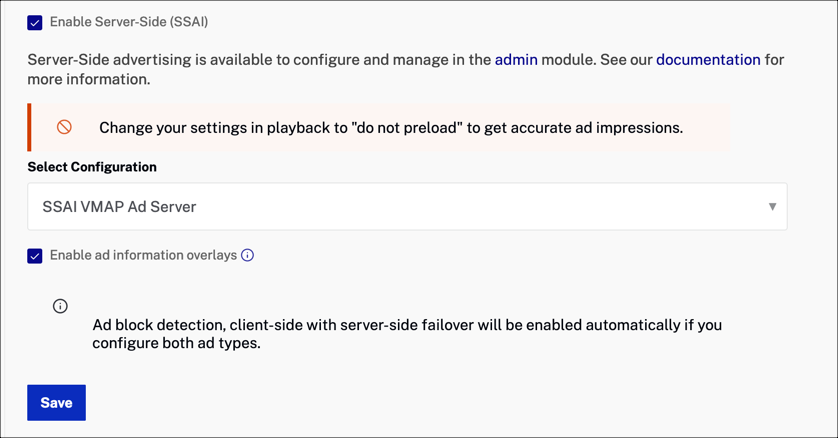 Enable Server-Side (SSAI)
Server-Side advertising is available to configure and manage in the admin module. See our documentation for
more information.
Change your settings in playback to "do not preload" to get accurate ad impressions.
Select Configuration
SSAI VMAP Ad Server
Enable ad information overlays
Ad block detection, client-side with server-side failover will be enabled automatically if you
configure both ad types.
Save